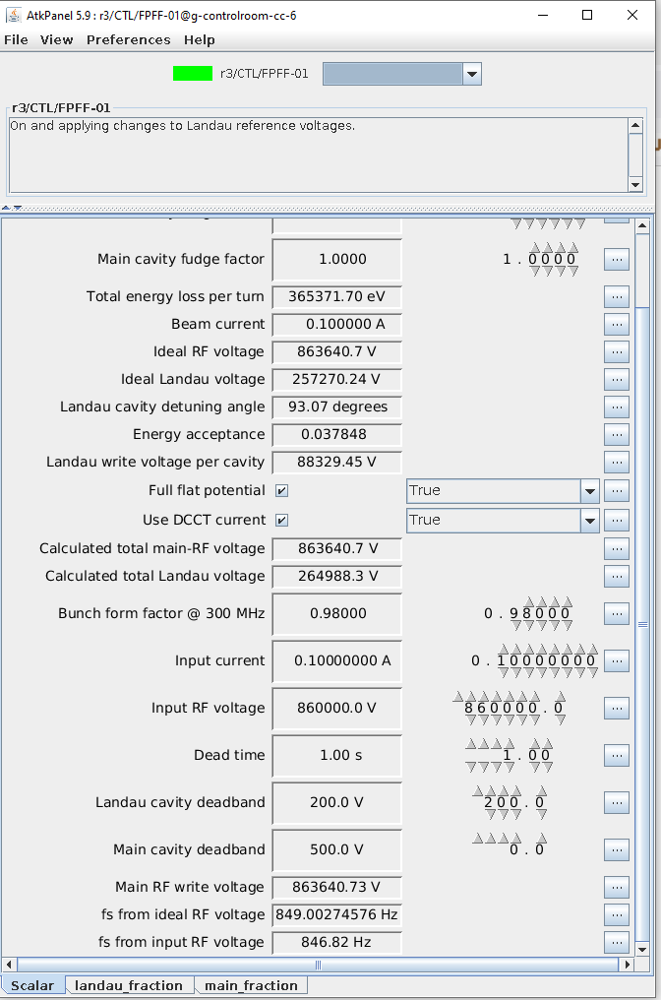 AtkPanel 5.9 : r3/CTL/FPFF-01@g-controlroom-cc-6
File View Preferences Help
r3/CTL/FPFF-01
r3/CTL/FPFF-01
On and applying changes to Landau reference voltages.
Main cavity fudge factor 1.0000 1.0000
Total energy loss per turn 365371.70 eV ...
Beam current 0.100000 A ...
Ideal RF voltage 863640.7 V ...
Ideal Landau voltage 257270.24 V ...
Landau cavity detuning angle 93.07 degrees ...
Energy acceptance 0.037848 ...
Landau write voltage per cavity 88329.45 V ...
Full flat potential True ...
Use DCCT current True ...
Calculated total main-RF voltage 863640.7 V ...
Calculated total Landau voltage 264988.3 V ...
Bunch form factor @ 300 MHz 0.98000 0.98000 ...
Input current 0.10000000 A 0.10000000 ...
Input RF voltage 860000.0 V 860000.0 ...
Dead time 1.00 s 1.00 ...
Landau cavity deadband 200.0 V 200.0 ...
Main cavity deadband 500.0 V 0.0 ...
Main RF write voltage 863640.73 V ...
fs from ideal RF voltage 849.00274576 Hz ...
fs from input RF voltage 846.82 Hz ...
Scalar landau_fraction main_fraction